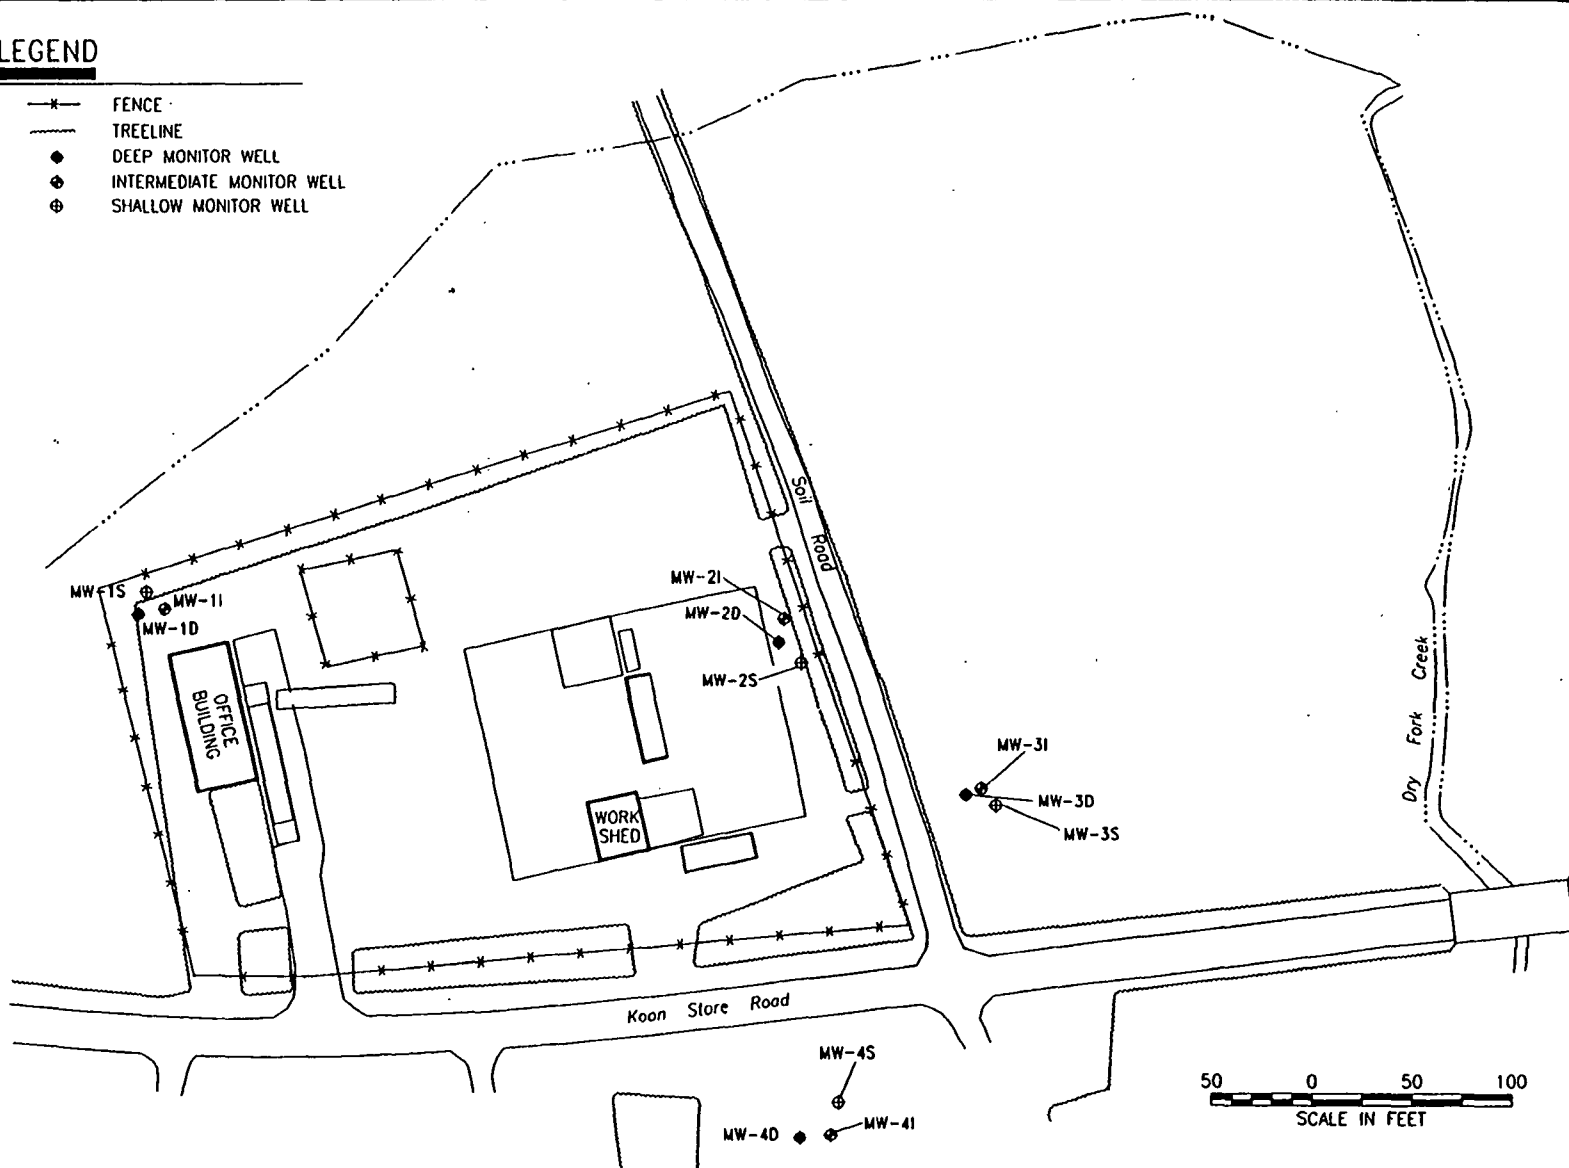 LEGEND
FENCE
TREELINE
DEEP MONITOR WELL
INTERMEDIATE MONITOR WELL
SHALLOW MONITOR WELL
Soil Road
MW-1S
MW-1I
MW-1D
MW-2I
MW-2D
MW-2S
OFFICE
BUILDING
WORK
SHED
MW-3I
MW-3D
MW-3S
Dry Fork Creek
Koon Store Road
MW-4S
MW-4D
MW-4I
50 0 50 100
SCALE IN FEET